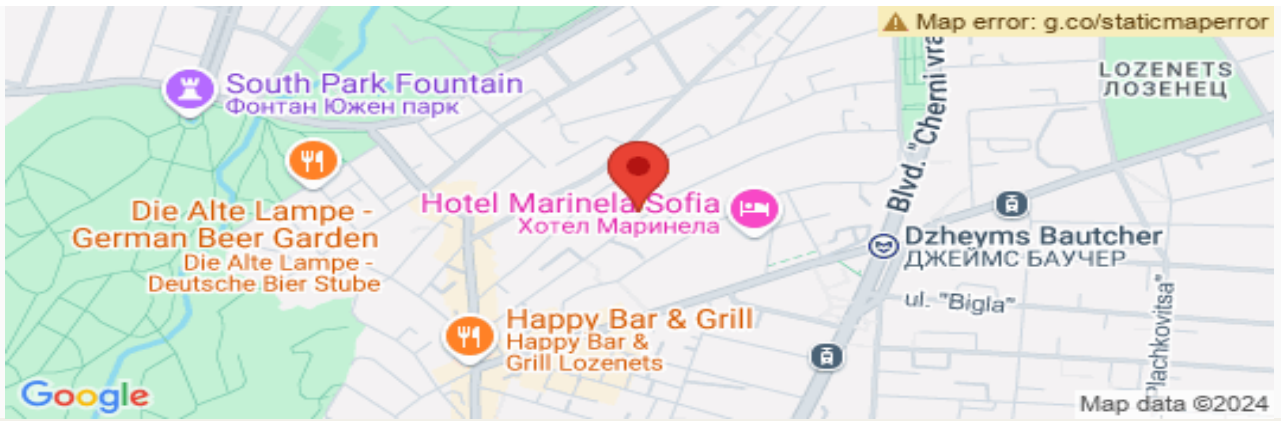 Map error: g.co/staticmaperror
South Park Fountain
Фонтан Южен парк
LOZENETS
ЛОЗЕНЕЦ
Blvd. "Cherni vra
Die Alte Lampe -
German Beer Garden
Die Alte Lampe -
Deutsche Bier Stube
Hotel Marinela Sofia
Хотел Маринела
Dzheyms Bautcher
ДЖЕЙМС БАУЧЕР
ul. "Bigla"
Plachkovitsa"
Happy Bar & Grill
Happy Bar &
Grill Lozenets
Google
Map data ©2024